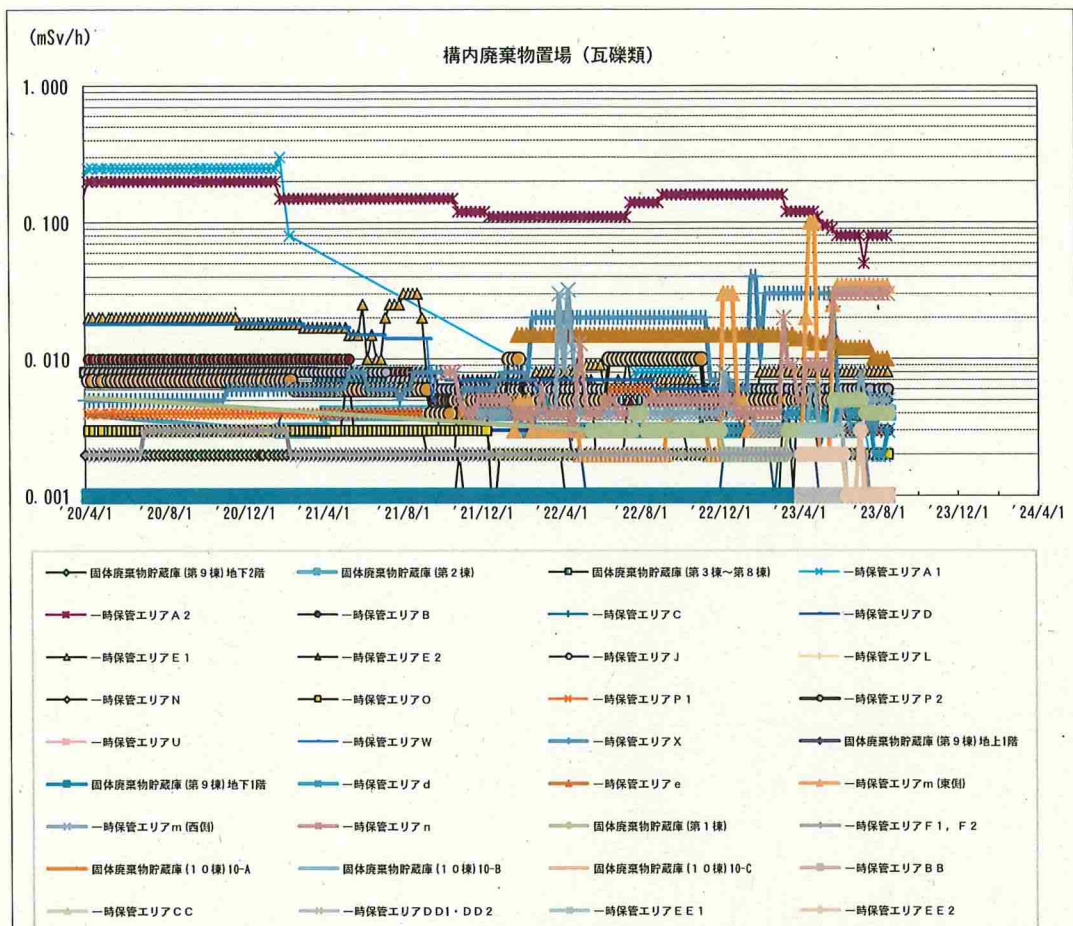 (mSv/h)
構内廃棄物置場（瓦礫類）
1.000
0.100
0.010
0.001
'20/4/1 '20/8/1 '20/12/1 '21/4/1 '21/8/1 '21/12/1 '22/4/1 '22/8/1 '22/12/1 '23/4/1 '23/8/1 '23/12/1 '24/4/1
固体廃棄物貯蔵庫(第９棟)地下2階 固体廃棄物貯蔵庫(第２棟) 固体廃棄物貯蔵庫(第３棟～第８棟) 一時保管エリアＡ１
一時保管エリアＡ２ 一時保管エリアＢ 一時保管エリアＣ 一時保管エリアＤ
一時保管エリアＥ１ 一時保管エリアＥ２ 一時保管エリアＪ 一時保管エリアＬ
一時保管エリアＮ 一時保管エリアＯ 一時保管エリアＰ１ 一時保管エリアＰ２
一時保管エリアＵ 一時保管エリアＷ 一時保管エリアＸ 固体廃棄物貯蔵庫(第９棟)地上1階
固体廃棄物貯蔵庫(第９棟)地下1階 一時保管エリアｄ 一時保管エリアｅ 一時保管エリアｍ(東側)
一時保管エリアｍ(西側) 一時保管エリアｎ 固体廃棄物貯蔵庫(第１棟) 一時保管エリアＦ１，Ｆ２
固体廃棄物貯蔵庫(１０棟)10-A 固体廃棄物貯蔵庫(１０棟)10-B 固体廃棄物貯蔵庫(１０棟)10-C 一時保管エリアＢＢ
一時保管エリアＣＣ 一時保管エリアＤＤ1・ＤＤ２ 一時保管エリアＥＥ１ 一時保管エリアＥＥ２